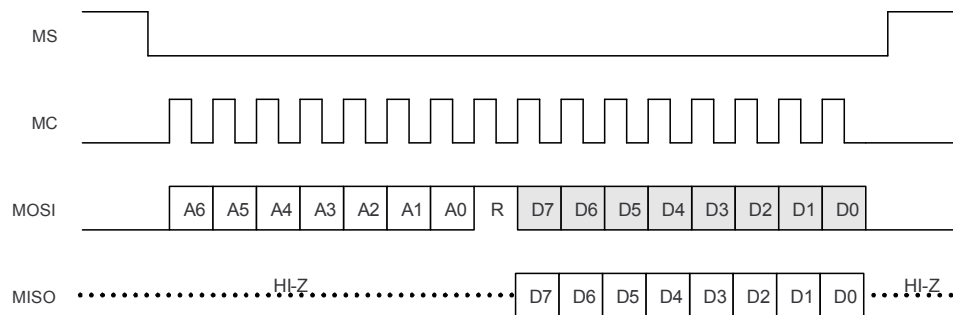 MS
MC
MOSI A6 A5 A4 A3 A2 A1 A0 R D7 D6 D5 D4 D3 D2 D1 D0
MISO HI-Z D7 D6 D5 D4 D3 D2 D1 D0 HI-Z